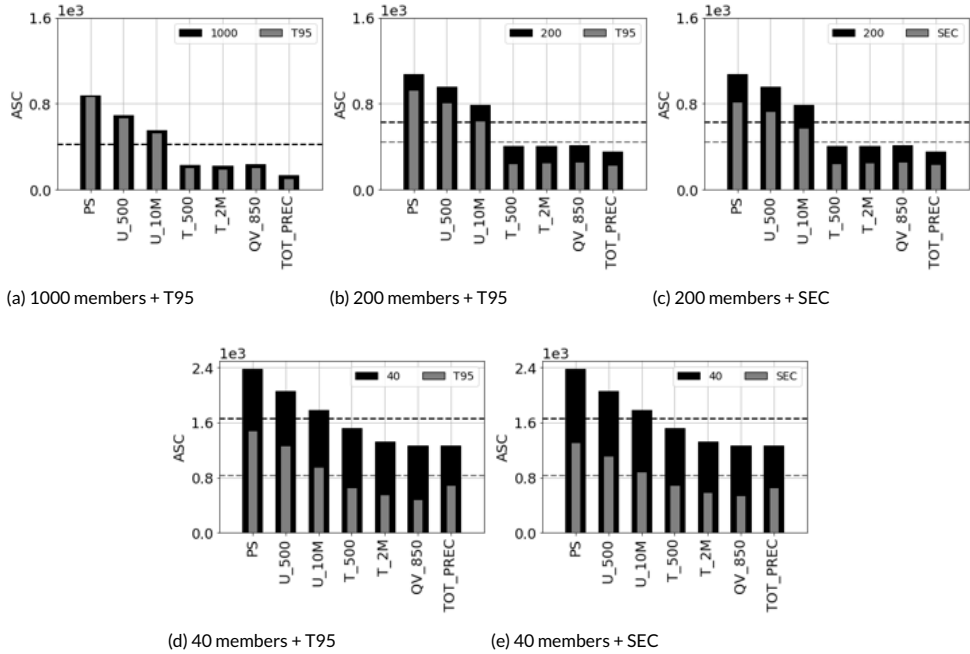 1e3
1e3
1e3
1.6
0.8
0.0
ASC
1000 T95
PS
U_500
U_10M
T_500
T_2M
QV_850
TOT_PREC
1.6
0.8
0.0
ASC
200 T95
PS
U_500
U_10M
T_500
T_2M
QV_850
TOT_PREC
1.6
0.8
0.0
ASC
200 SEC
PS
U_500
U_10M
T_500
T_2M
QV_850
TOT_PREC
(a) 1000 members + T95
(b) 200 members + T95
(c) 200 members + SEC
1e3
1e3
2.4
1.6
0.8
0.0
ASC
40 T95
PS
U_500
U_10M
T_500
T_2M
QV_850
TOT_PREC
2.4
1.6
0.8
0.0
ASC
40 SEC
PS
U_500
U_10M
T_500
T_2M
QV_850
TOT_PREC
(d) 40 members + T95
(e) 40 members + SEC